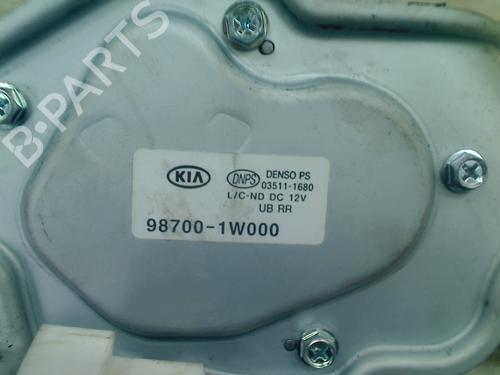 B-PARTS
KIA DNPS DENSO PS
03511-1680
L/C-ND DC 12V
UB RR
98700-1W000